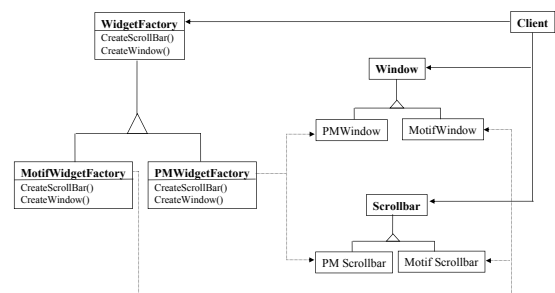 WidgetFactory
CreateScrollBar()
CreateWindow()
Client
Window
PMWindow
MotifWindow
MotifWidgetFactory
CreateScrollBar()
CreateWindow()
PMWidgetFactory
CreateScrollBar()
CreateWindow()
Scrollbar
PM Scrollbar
Motif Scrollbar